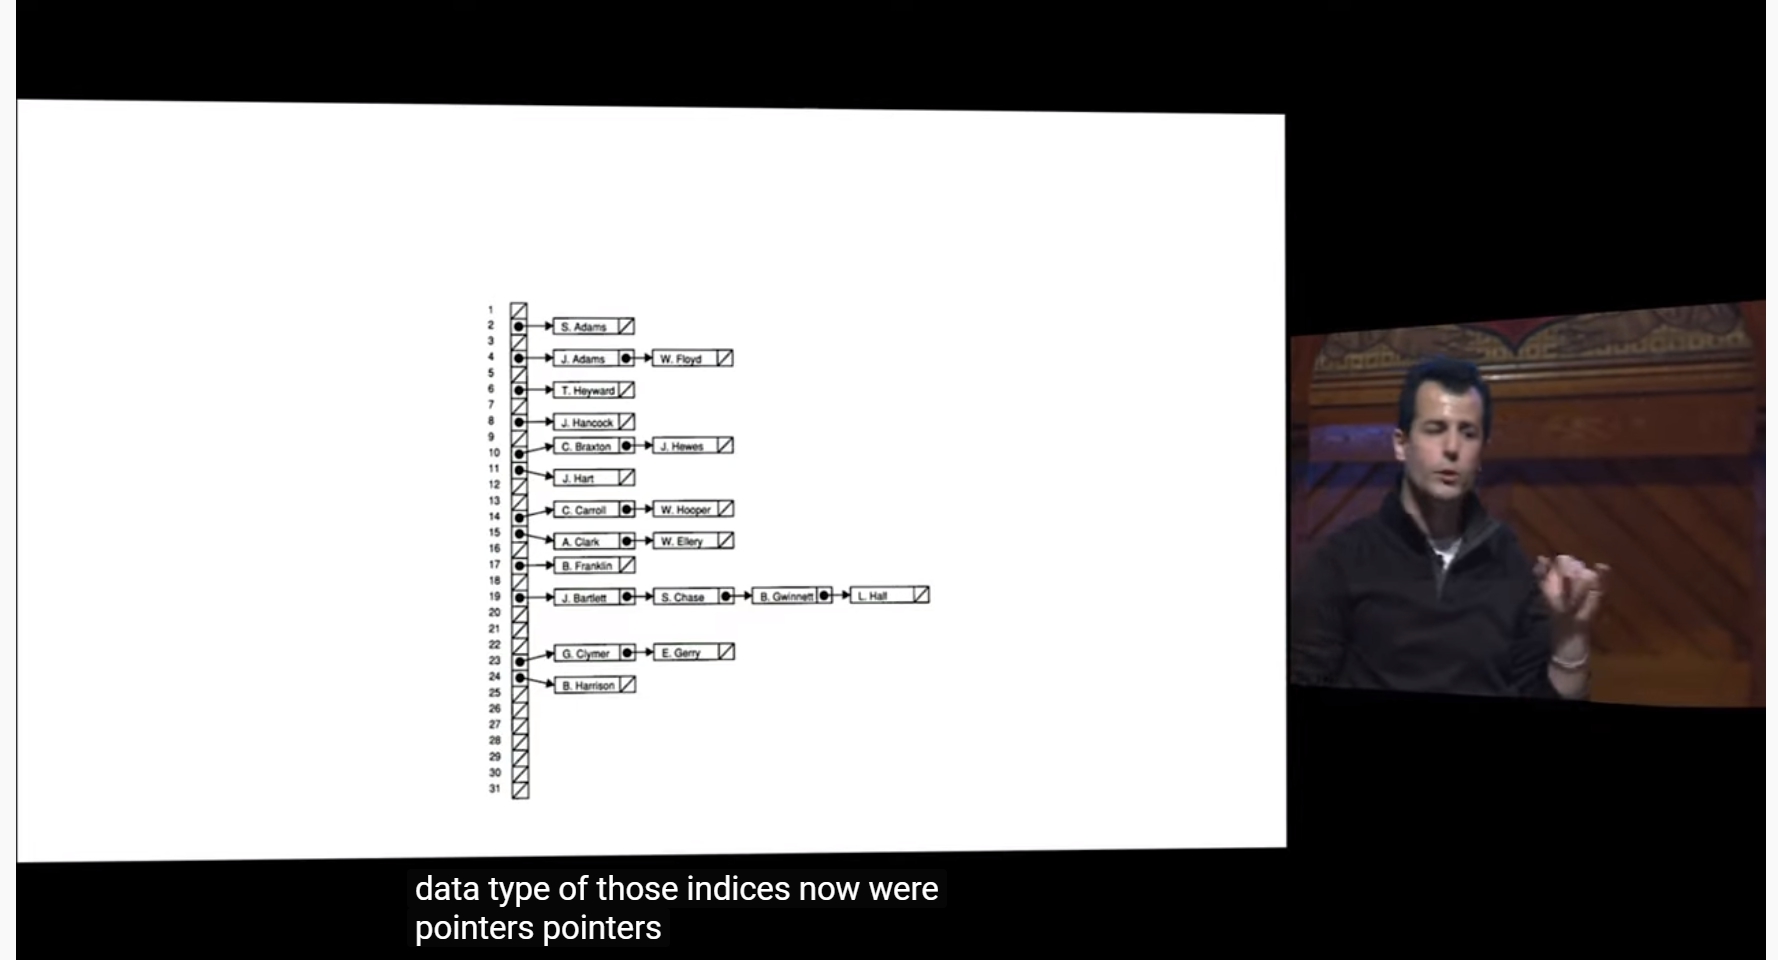 1
2 S. Adams
3
4 J. Adams W. Floyd
5
6 T. Heyward
7
8 J. Hancock
9
10 C. Braxton J. Hewes
11 J. Hart
12
13
14 C. Carroll W. Hooper
15 A. Clark W. Ellery
16
17 B. Franklin
18
19 J. Bartlett S. Chase B. Gwinnett L. Hall
20
21
22
23 G. Clymer E. Gerry
24 B. Harrison
25
26
27
28
29
30
31
data type of those indices now were
pointers pointers